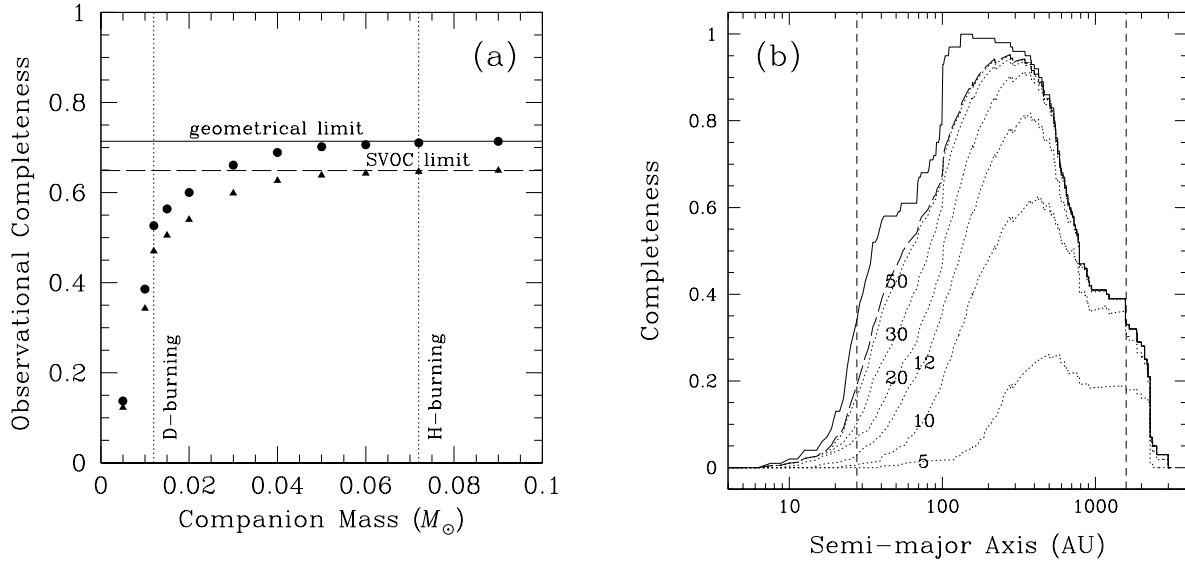 (a)
Observational Completeness
1
0.8
0.6
0.4
0.2
0
geometrical limit
SVOC limit
D-burning
H-burning
0
0.02
0.04
0.06
0.08
0.1
Companion Mass (M⊙)
(b)
Completeness
1
0.8
0.6
0.4
0.2
0
50
30
20
12
10
5
10
100
1000
Semi-major Axis (AU)